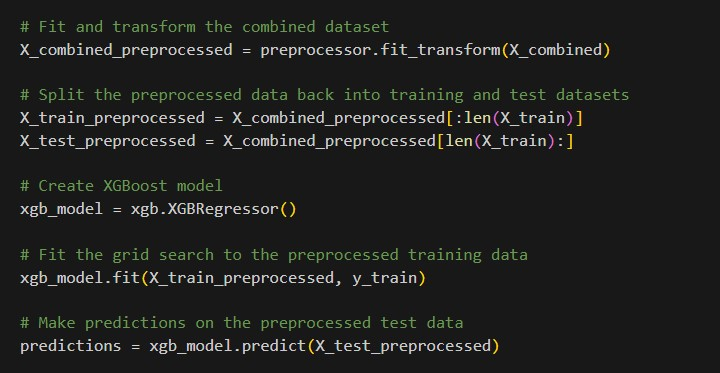 # Fit and transform the combined dataset
X_combined_preprocessed = preprocessor.fit_transform(X_combined)
# Split the preprocessed data back into training and test datasets
X_train_preprocessed = X_combined_preprocessed[:len(X_train)]
X_test_preprocessed = X_combined_preprocessed[len(X_train):]
# Create XGBoost model
xgb_model = xgb.XGBRegressor()
# Fit the grid search to the preprocessed training data
xgb_model.fit(X_train_preprocessed, y_train)
# Make predictions on the preprocessed test data
predictions = xgb_model.predict(X_test_preprocessed)